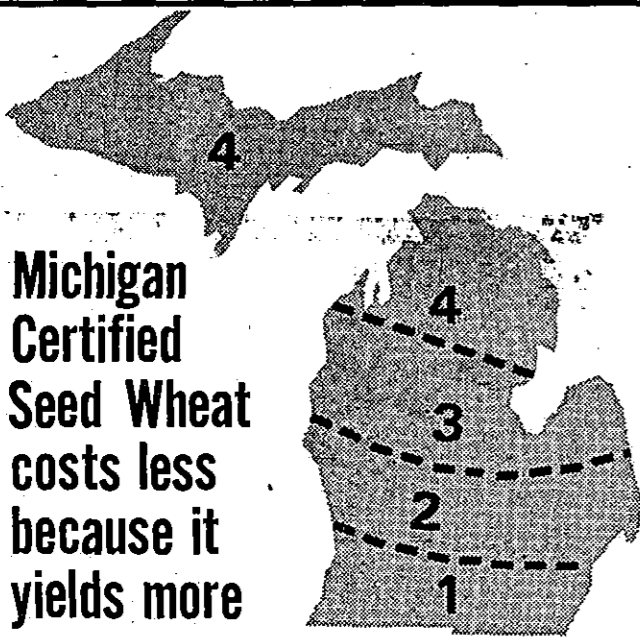 4
4
3
2
1
Michigan
Certified
Seed Wheat
costs less
because it
yields more